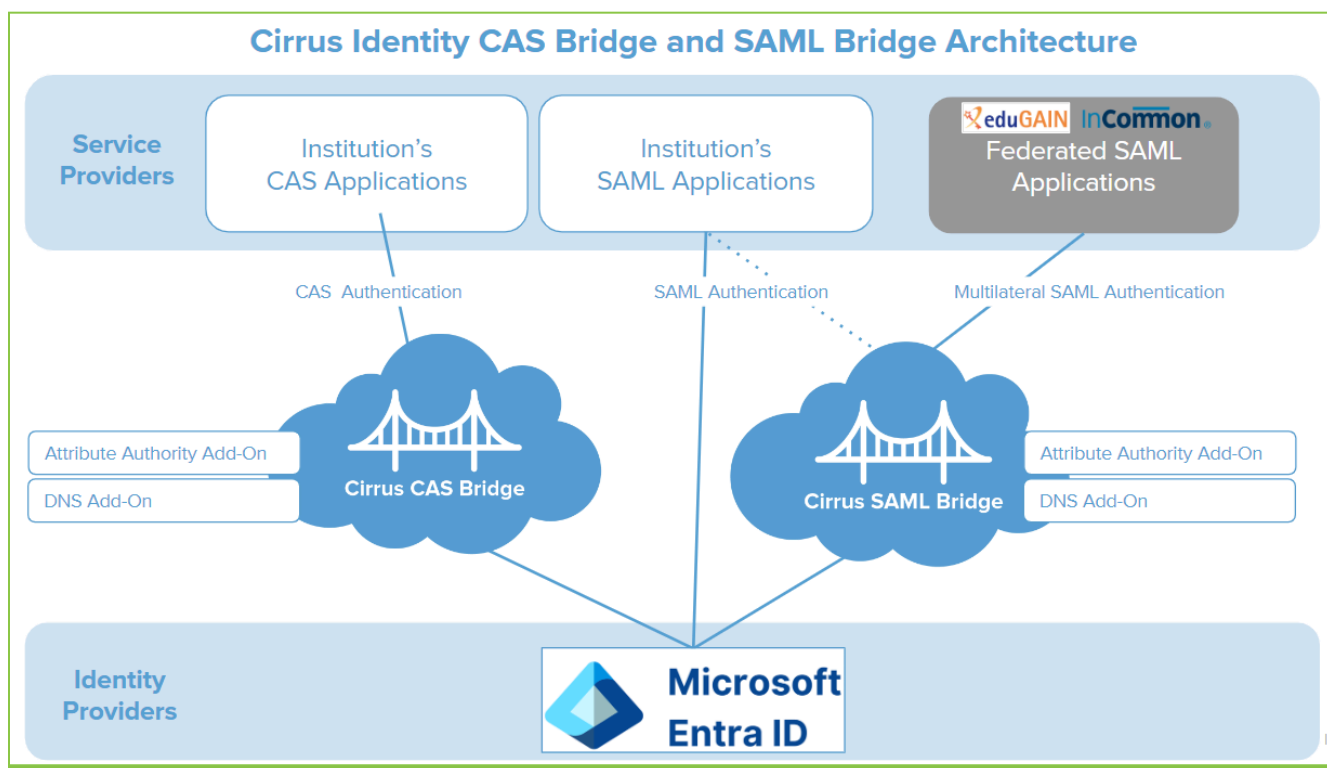 Cirrus Identity CAS Bridge and SAML Bridge Architecture
Service
Providers
Institution's
CAS Applications
Institution's
SAML Applications
eduGAIN InCommon®
Federated SAML
Applications
CAS Authentication
SAML Authentication
Multilateral SAML Authentication
Attribute Authority Add-On
DNS Add-On
Cirrus CAS Bridge
Cirrus SAML Bridge
Attribute Authority Add-On
DNS Add-On
Identity
Providers
Microsoft
Entra ID